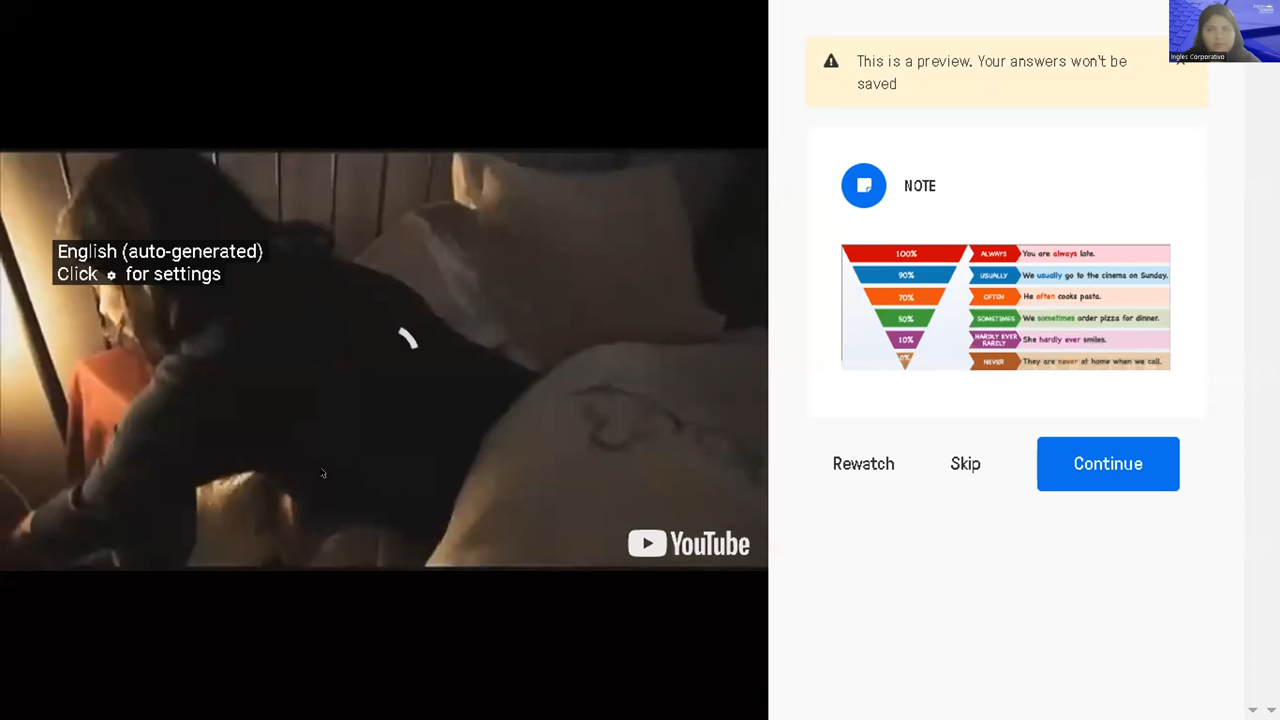 Ingles Corporativo
This is a preview. Your answers won't be
saved
NOTE
English (auto-generated)
Click for settings
100% ALWAYS You are always late.
90% USUALLY We usually go to the cinema on Sunday.
70% OFTEN He often cooks pasta.
50% SOMETIMES We sometimes order pizza for dinner.
10% HARDLY EVER
RARELY She hardly ever smiles.
0% NEVER They are never at home when we call.
Rewatch Skip Continue
YouTube